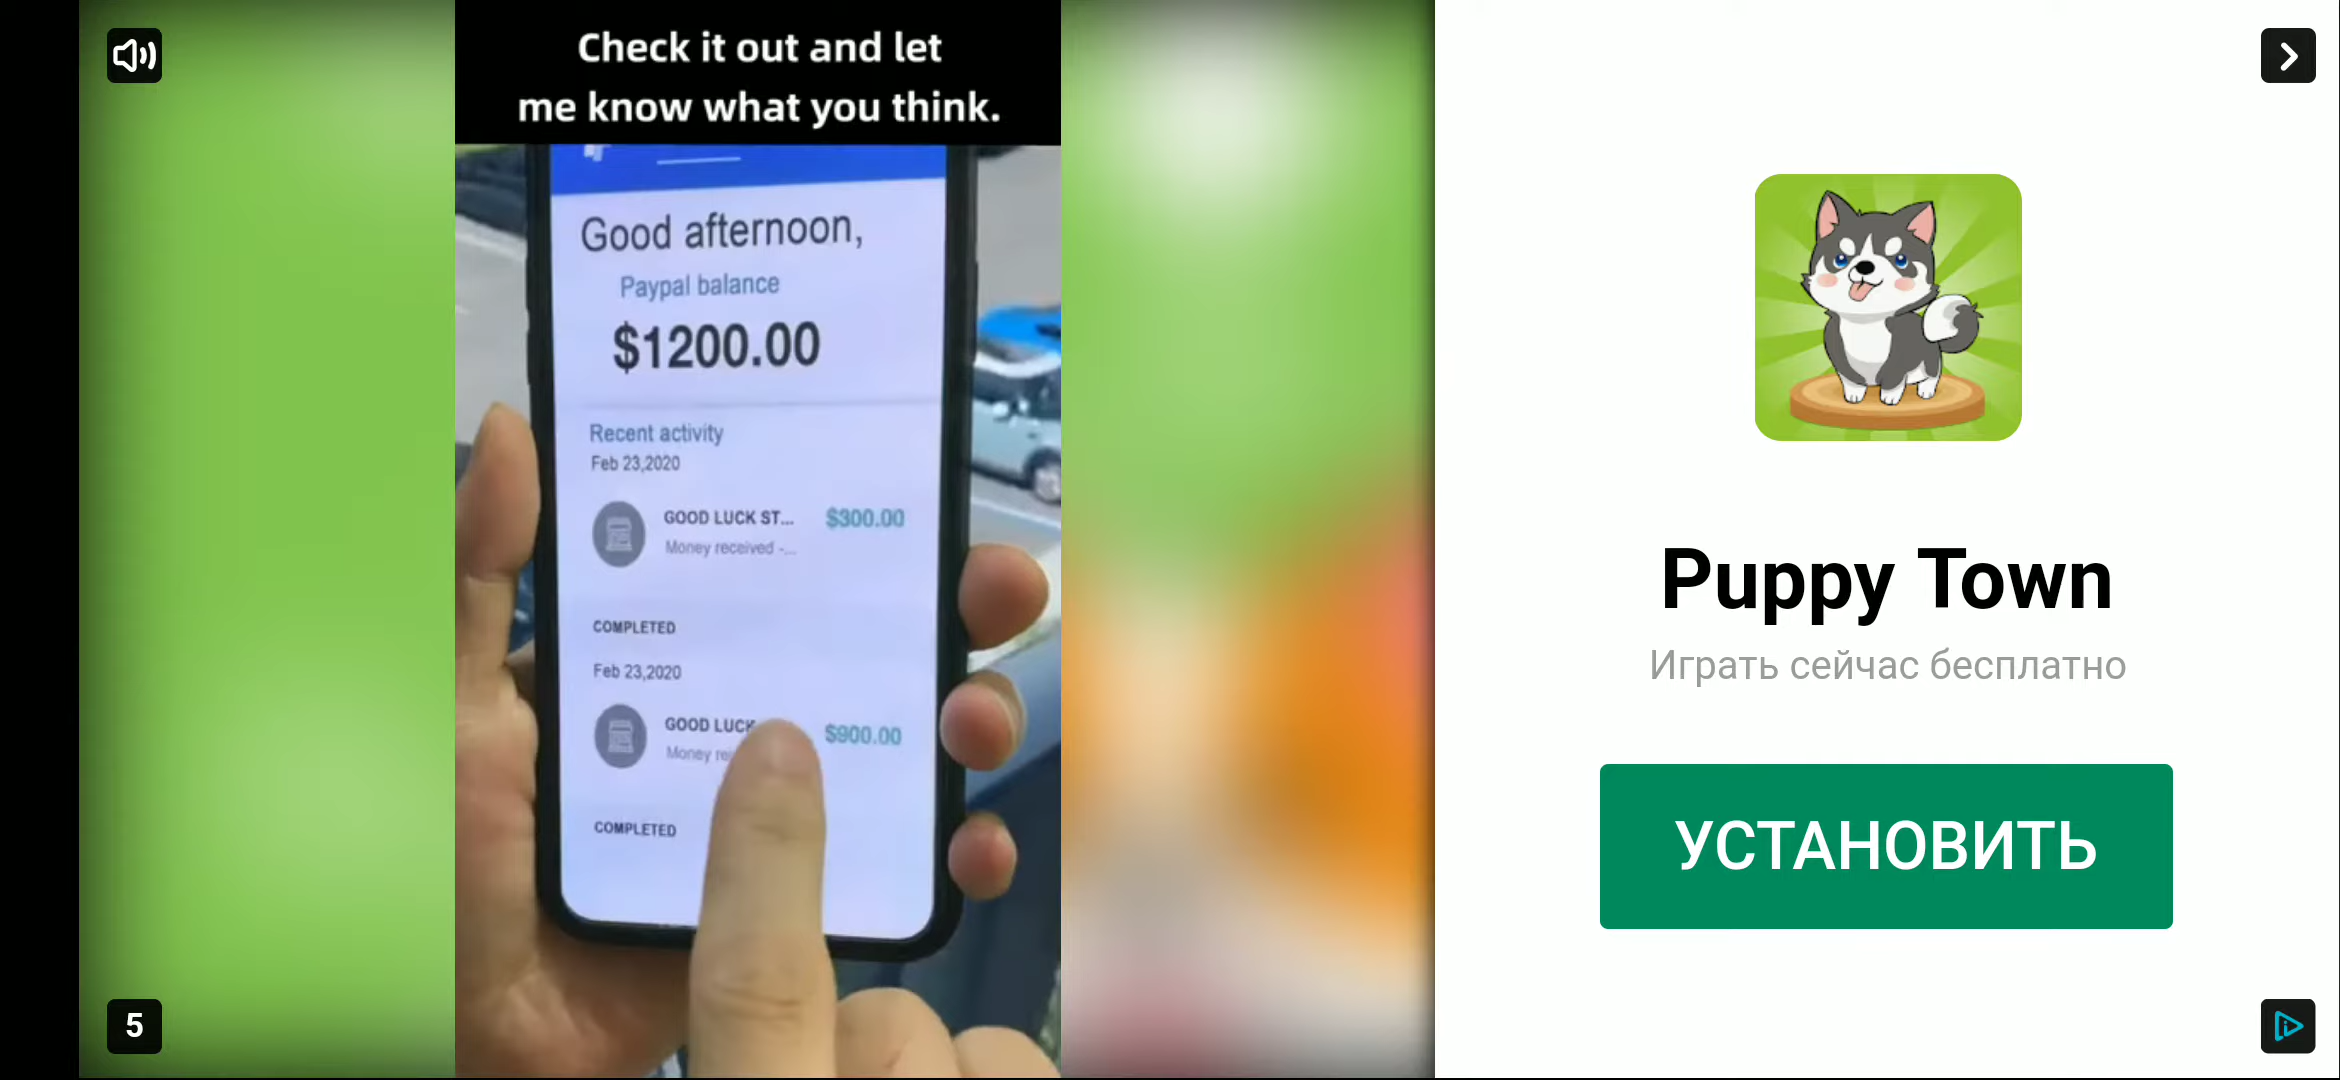 Check it out and let
me know what you think.
Good afternoon,
Paypal balance
$1200.00
Recent activity
Feb 23,2020
GOOD LUCK ST... $300.00
Money received -...
COMPLETED
Feb 23,2020
GOOD LUCK $900.00
Money
COMPLETED
5
Puppy Town
Играть сейчас бесплатно
УСТАНОВИТЬ